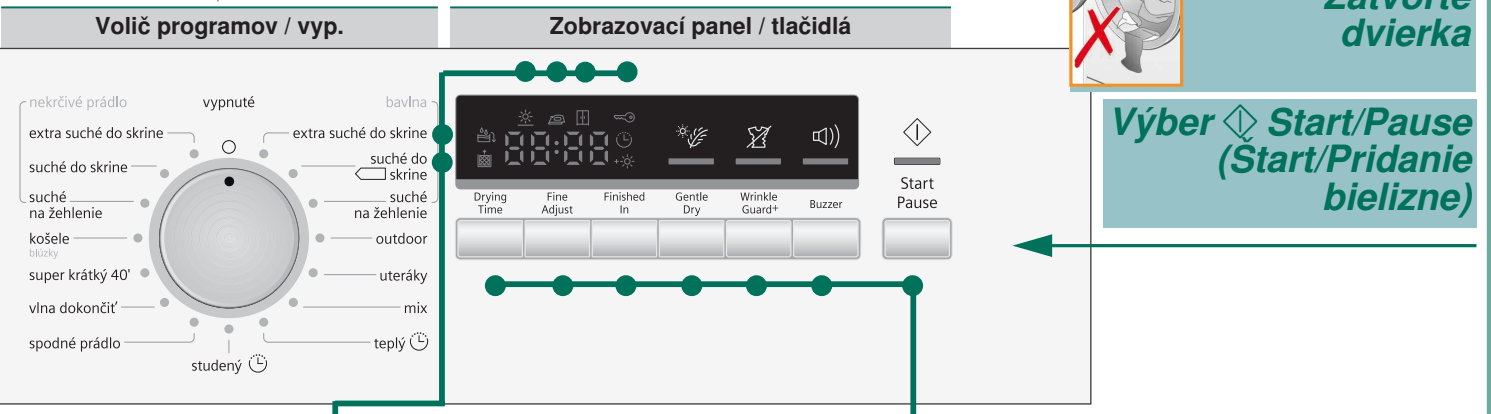 Volič programov / vyp.
Zobrazovací panel / tlačidlá
Zatvorte
dvierka
Výber Start/Pause
(Štart/Pridanie
bielizne)
nekrčivé prádlo
vypnuté
bavlna
extra suché do skrine
extra suché do skrine
suché do skrine
suché do
skrine
suché
na žehlenie
suché
na žehlenie
košele
blúzky
outdoor
super krátký 40'
uteráky
vlna dokončiť
mix
spodné prádlo
teplý
studený
88:88
Drying
Time
Fine
Adjust
Finished
In
Gentle
Dry
Wrinkle
Guard+
Buzzer
Start
Pause